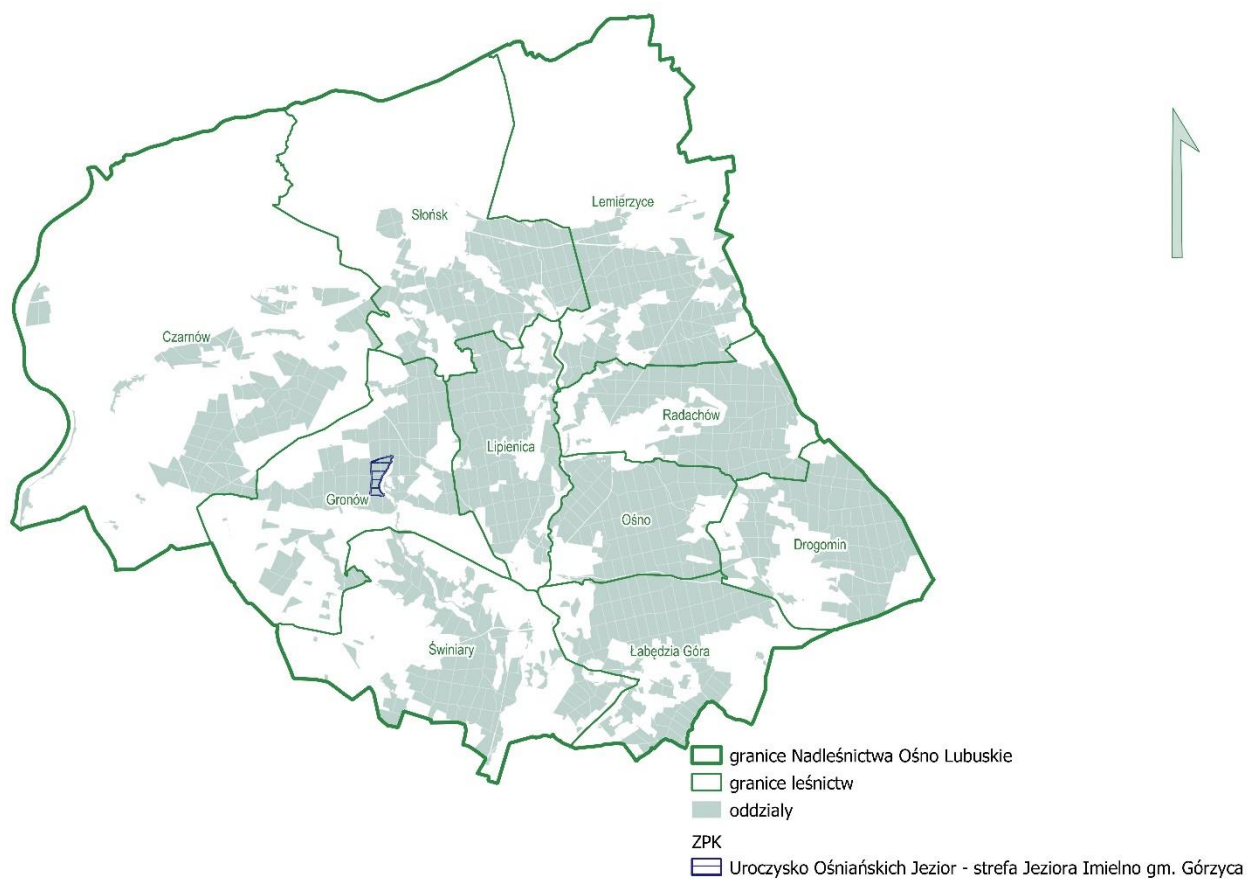 Słońsk
Lemierzyce
Czarnów
Radachów
Lipienica
Gronów
Ośno
Drogomin
Świniary
Łabędzia Góra
granice Nadleśnictwa Ośno Lubuskie
granice leśnictw
oddzialy
ZPK
Uroczysko Ośniańskich Jezior - strefa Jeziora Imielno gm. Górzyca